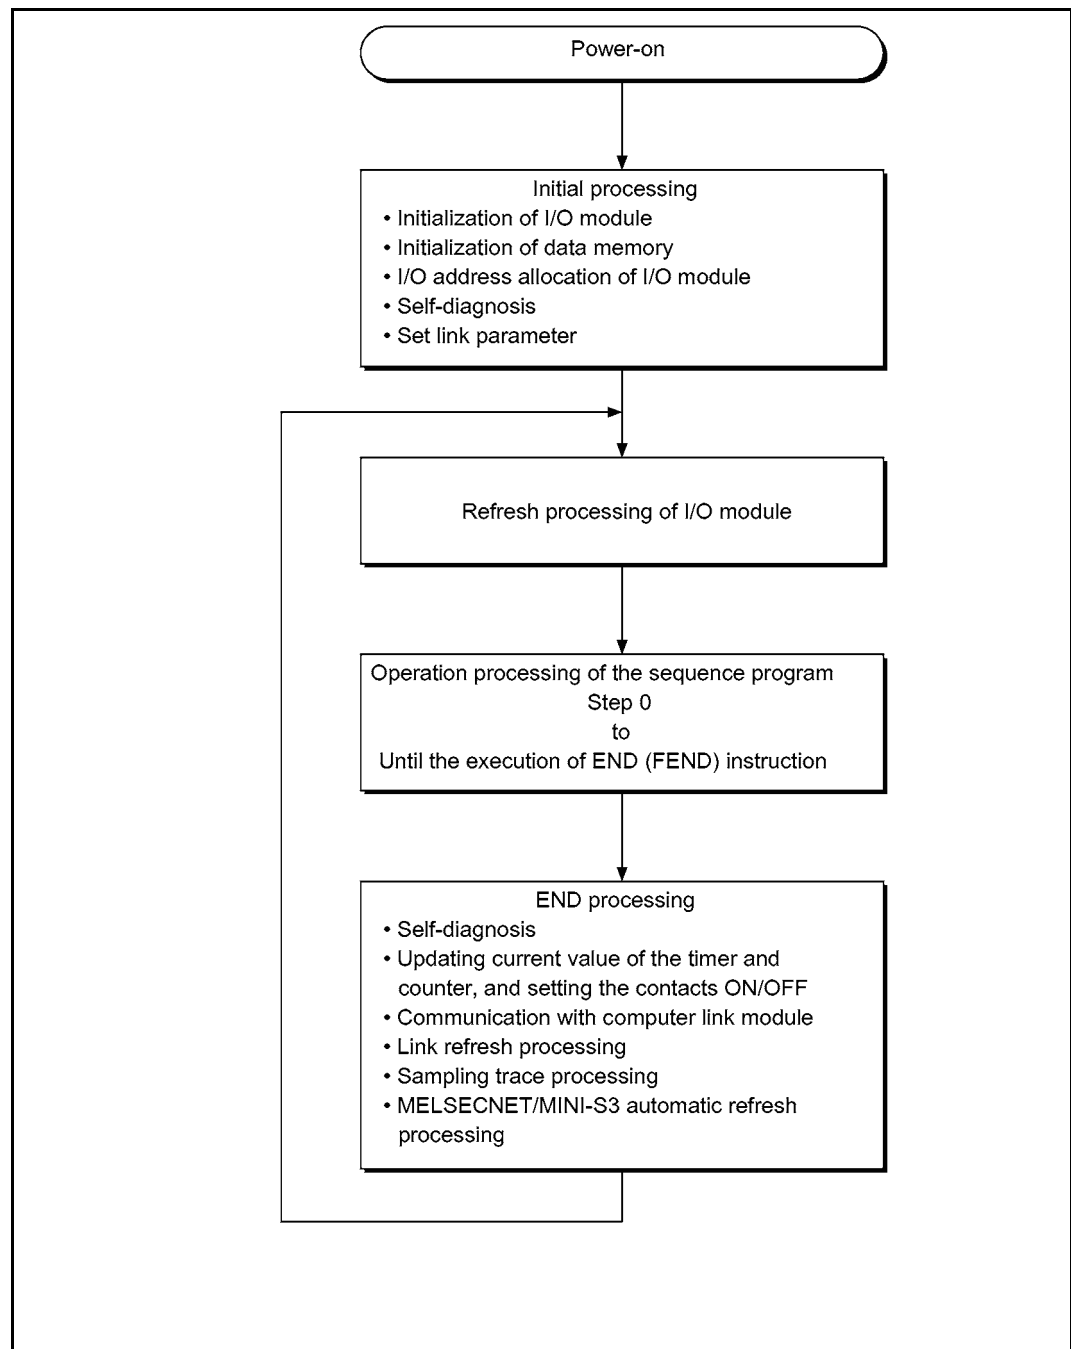 Power-on
Initial processing
• Initialization of I/O module
• Initialization of data memory
• I/O address allocation of I/O module
• Self-diagnosis
• Set link parameter
Refresh processing of I/O module
Operation processing of the sequence program
Step 0
to
Until the execution of END (FEND) instruction
END processing
• Self-diagnosis
• Updating current value of the timer and
counter, and setting the contacts ON/OFF
• Communication with computer link module
• Link refresh processing
• Sampling trace processing
• MELSECNET/MINI-S3 automatic refresh
processing